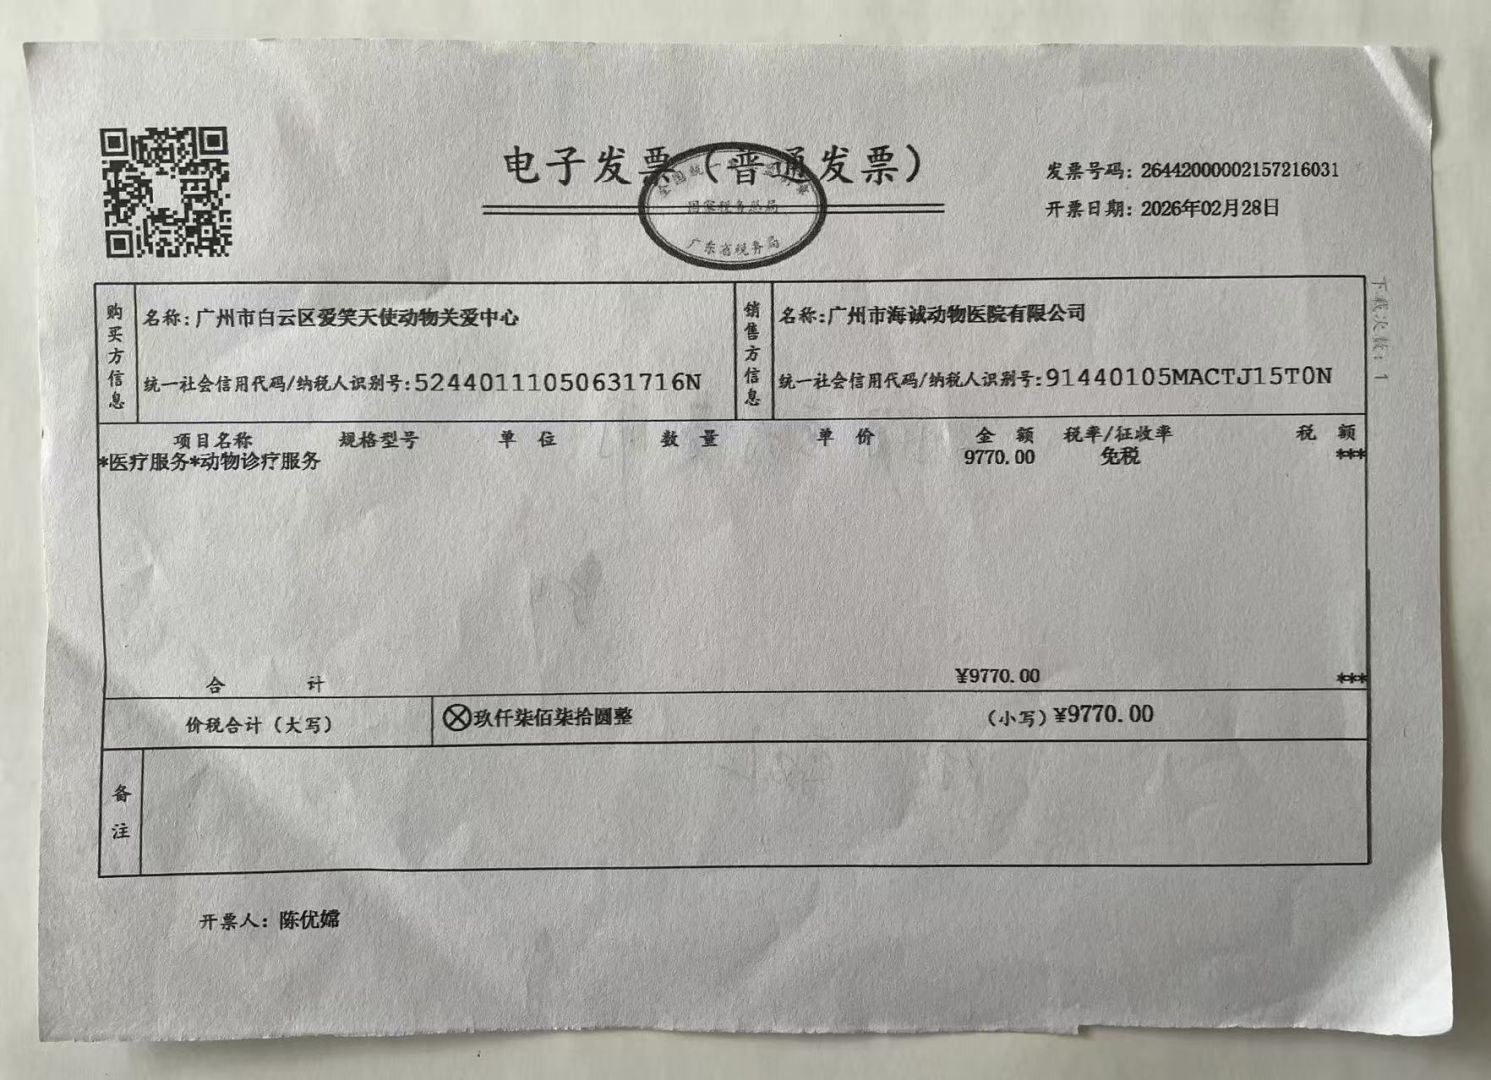 电子发票（普通发票）
国家税务总局
广东省税务局
发票号码：26442000002157216031
开票日期：2026年02月28日
下载次数：1
购买方信息
名称：广州市白云区爱笑天使动物关爱中心
统一社会信用代码/纳税人识别号：52440111050631716N
销售方信息
名称：广州市海诚动物医院有限公司
统一社会信用代码/纳税人识别号：91440105MACTJ15T0N
项目名称 规格型号 单 位 数 量 单 价 金 额 税率/征收率 税 额
*医疗服务*动物诊疗服务 9770.00 免税 ***
合 计 ¥9770.00 ***
价税合计（大写） ⊗玖仟柒佰柒拾圆整 （小写）¥9770.00
备注
开票人：陈优嫦